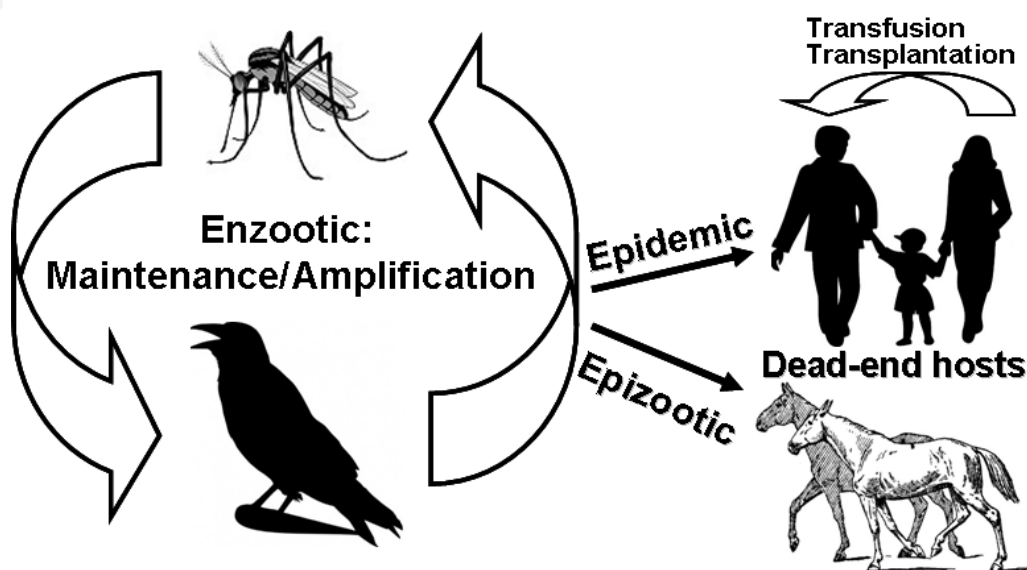 Transfusion
Transplantation
Enzootic:
Maintenance/Amplification
Epidemic
Epizootic
Dead-end hosts